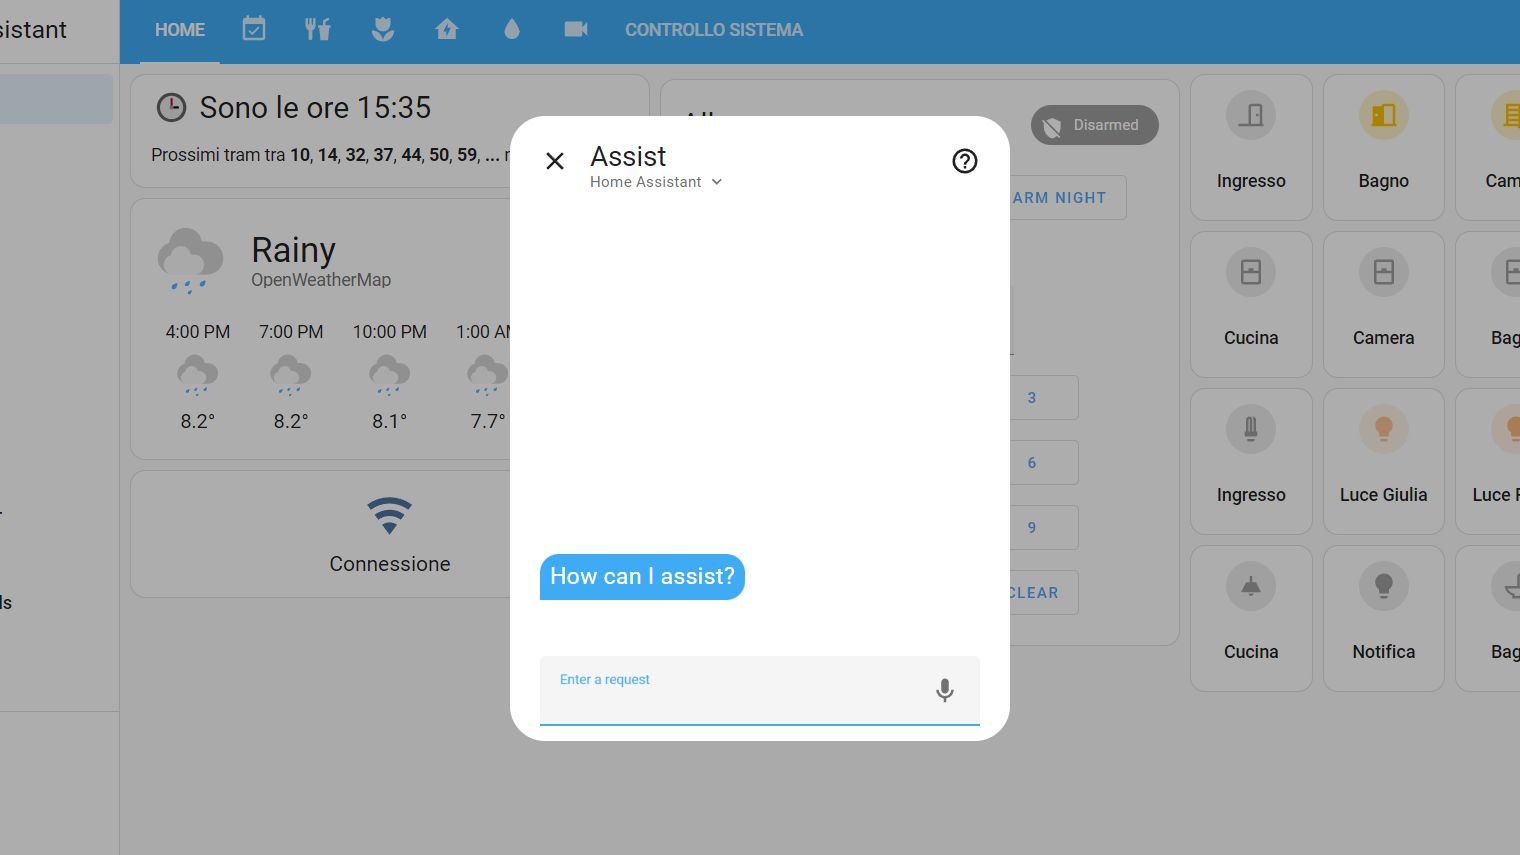 sistant
HOME
CONTROLLO SISTEMA
Sono le ore 15:35
Prossimi tram tra 10, 14, 32, 37, 44, 50, 59, ...
Rainy
OpenWeatherMap
4:00 PM 7:00 PM 10:00 PM 1:00 AM
8.2° 8.2° 8.1° 7.7°
Connessione
ls
Disarmed
ARM NIGHT
3
6
9
CLEAR
Assist
Home Assistant
How can I assist?
Enter a request
Ingresso
Bagno
Cam
Cucina
Camera
Bag
Ingresso
Luce Giulia
Luce
Cucina
Notifica
Bag